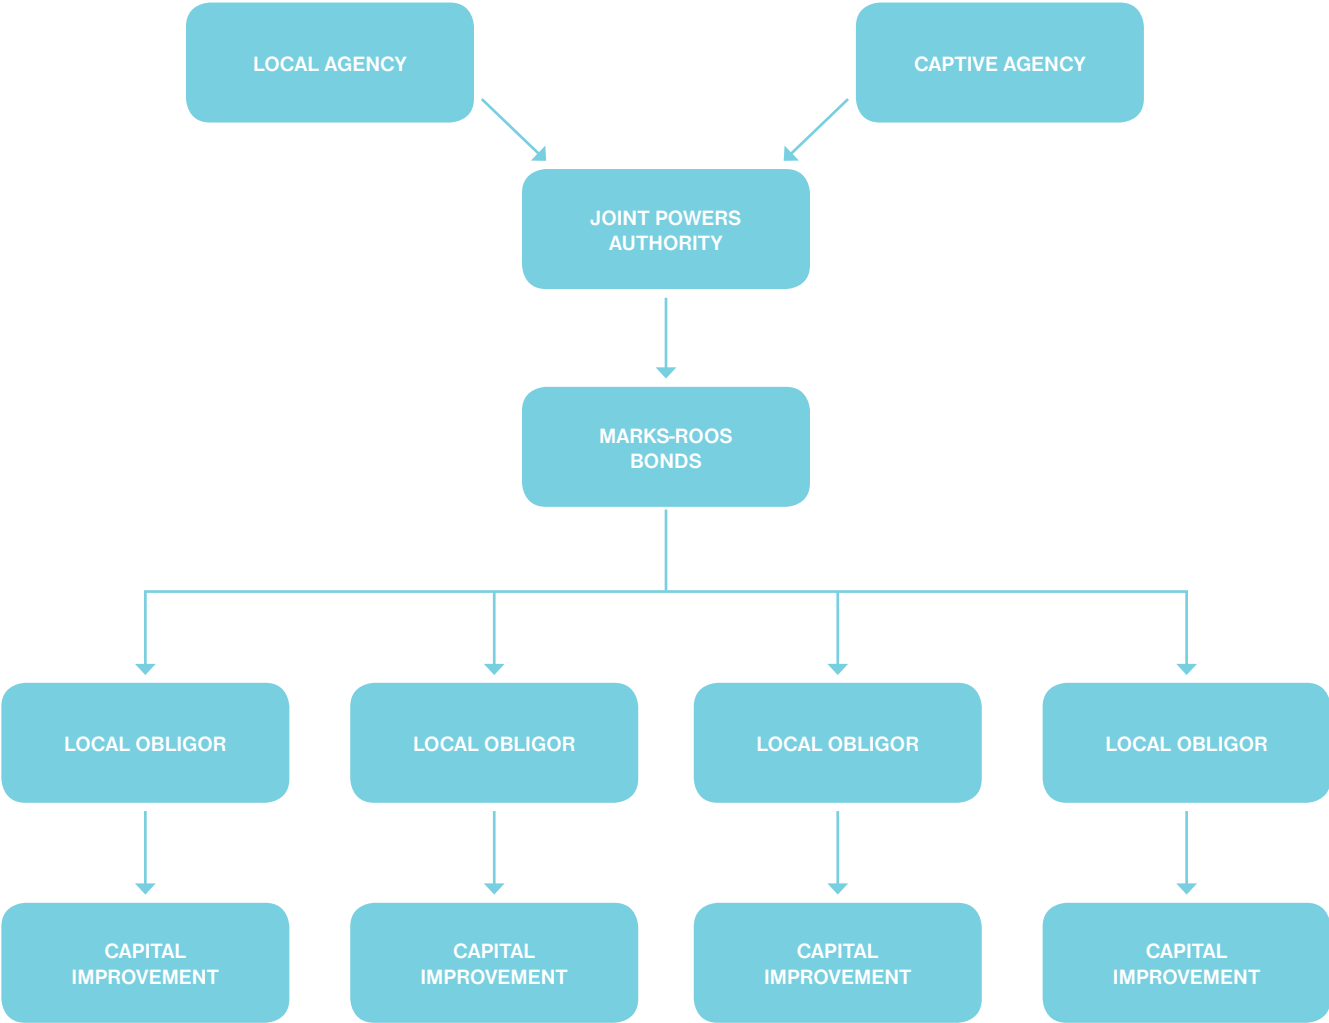 LOCAL AGENCY
CAPTIVE AGENCY
JOINT POWERS
AUTHORITY
MARKS-ROOS
BONDS
LOCAL OBLIGOR
LOCAL OBLIGOR
LOCAL OBLIGOR
LOCAL OBLIGOR
CAPITAL
IMPROVEMENT
CAPITAL
IMPROVEMENT
CAPITAL
IMPROVEMENT
CAPITAL
IMPROVEMENT